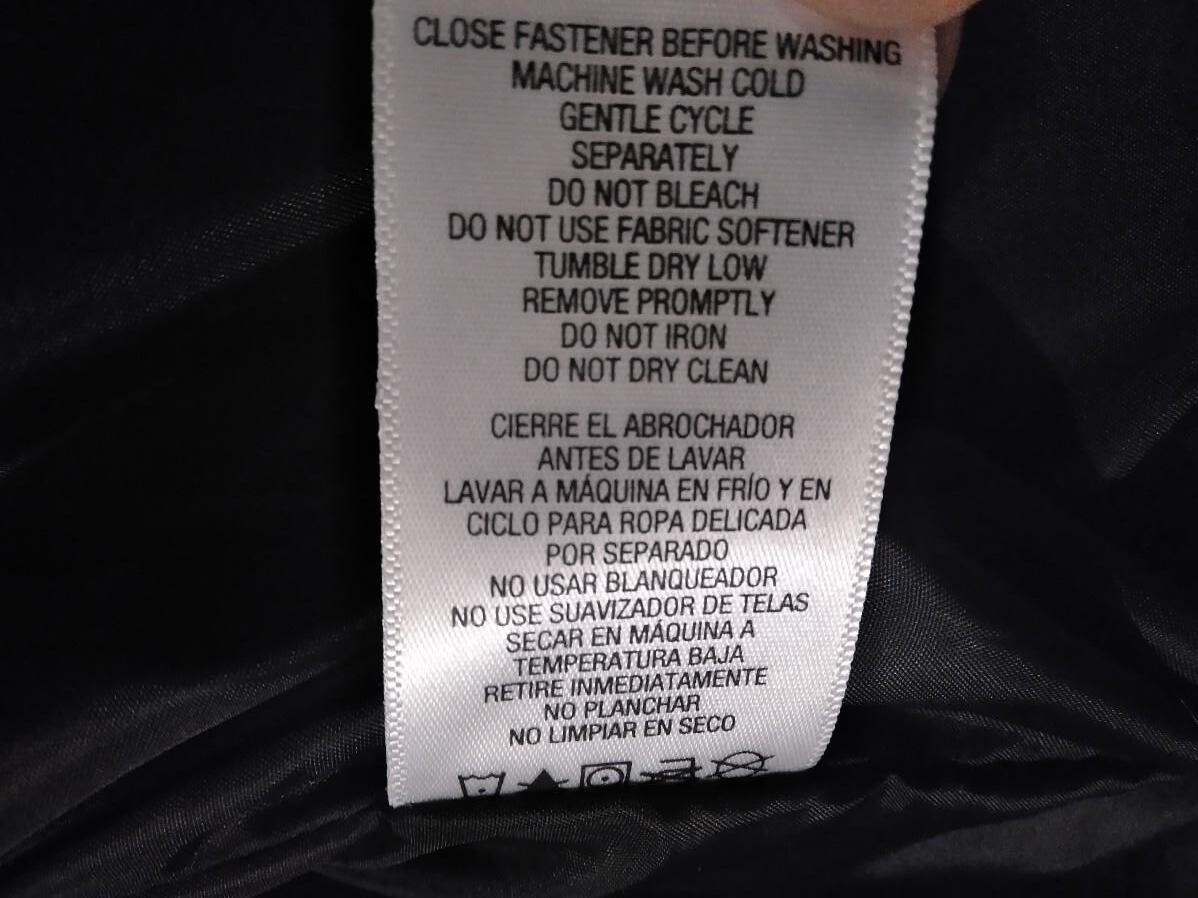 CLOSE FASTENER BEFORE WASHING
MACHINE WASH COLD
GENTLE CYCLE
SEPARATELY
DO NOT BLEACH
DO NOT USE FABRIC SOFTENER
TUMBLE DRY LOW
REMOVE PROMPTLY
DO NOT IRON
DO NOT DRY CLEAN
CIERRE EL ABROCHADOR
ANTES DE LAVAR
LAVAR A MÁQUINA EN FRÍO Y EN
CICLO PARA ROPA DELICADA
POR SEPARADO
NO USAR BLANQUEADOR
NO USE SUAVIZADOR DE TELAS
SECAR EN MÁQUINA A
TEMPERATURA BAJA
RETIRE INMEDIATAMENTE
NO PLANCHAR
NO LIMPIAR EN SECO